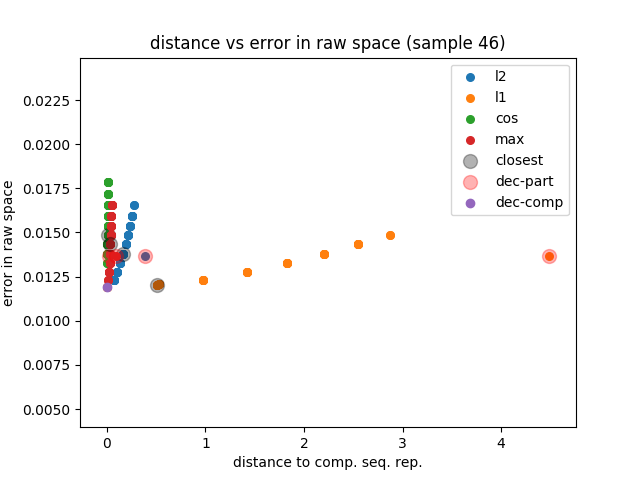 distance vs error in raw space (sample 46)
error in raw space
0.0225
0.0200
0.0175
0.0150
0.0125
0.0100
0.0075
0.0050
0
1
2
3
4
distance to comp. seq. rep.
l2
l1
cos
max
closest
dec-part
dec-comp